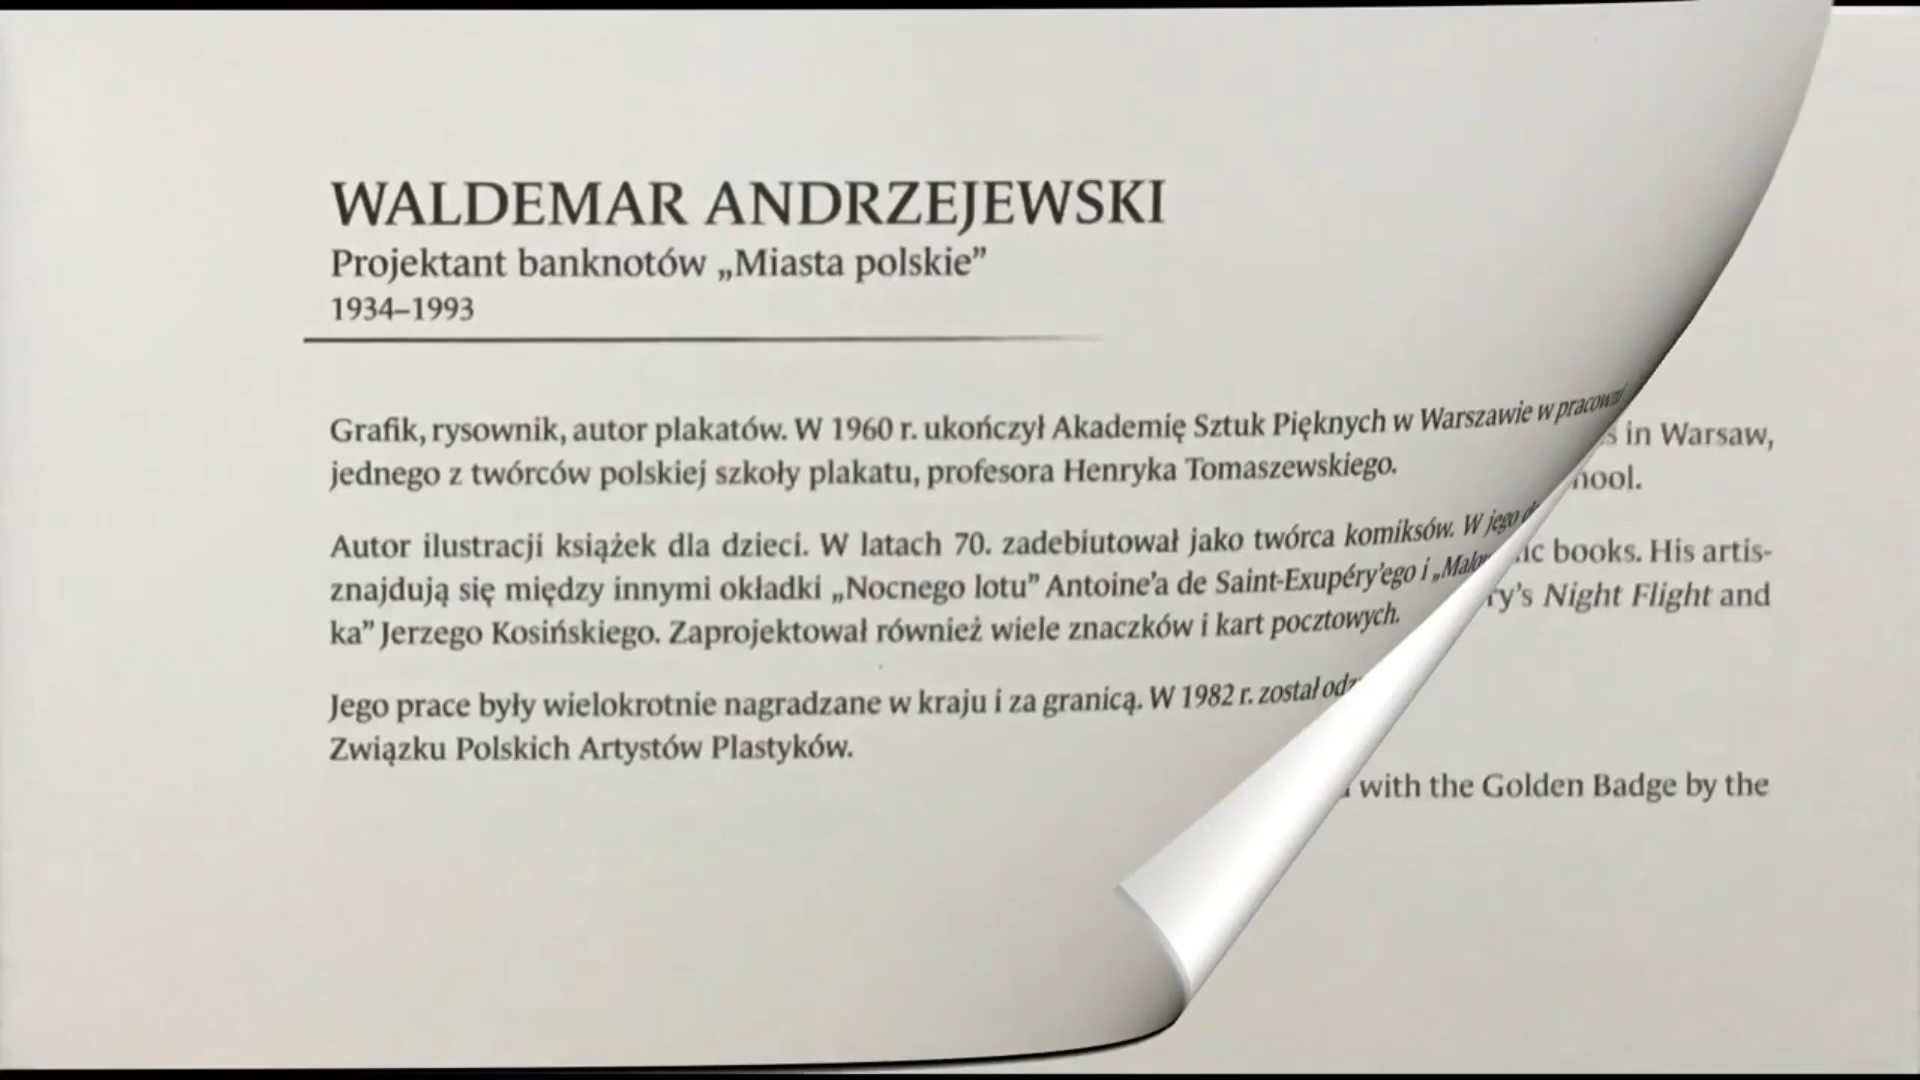 WALDEMAR ANDRZEJEWSKI
Projektant banknotów „Miasta polskie”
1934–1993
Grafik, rysownik, autor plakatów. W 1960 r. ukończył Akademię Sztuk Pięknych w Warszawie w pracowni
jednego z twórców polskiej szkoły plakatu, profesora Henryka Tomaszewskiego.
Autor ilustracji książek dla dzieci. W latach 70. zadebiutował jako twórca komiksów. W jego
znajdują się między innymi okładki „Nocnego lotu” Antoine’a de Saint-Exupéry’ego i
ka” Jerzego Kosińskiego. Zaprojektował również wiele znaczków i kart pocztowych.
Jego prace były wielokrotnie nagradzane w kraju i za granicą. W 1982 r. został
Związku Polskich Artystów Plastyków.
in Warsaw,
books. His artis-
Night Flight and
with the Golden Badge by the